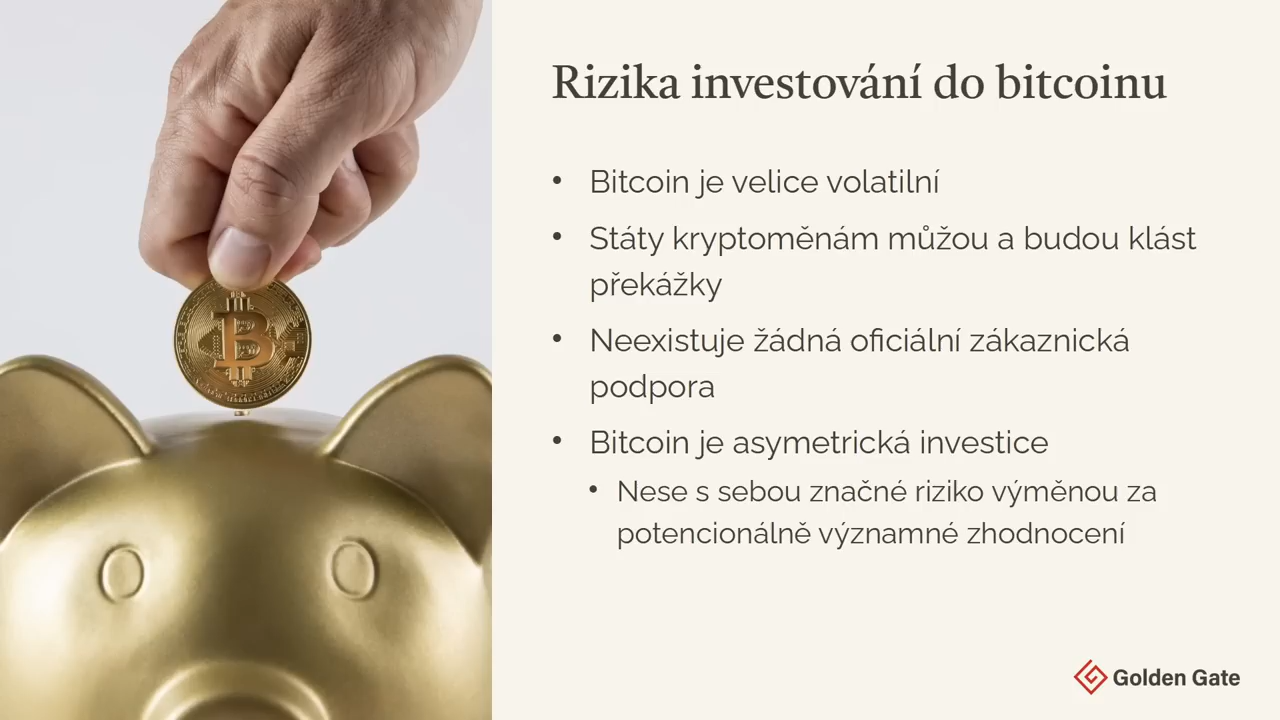 Rizika investování do bitcoinu
• Bitcoin je velice volatilní
• Státy kryptoměnám můžou a budou klást
překážky
• Neexistuje žádná oficiální zákaznická
podpora
• Bitcoin je asymetrická investice
• Nese s sebou značné riziko výměnou za
potencionálně významné zhodnocení
Golden Gate